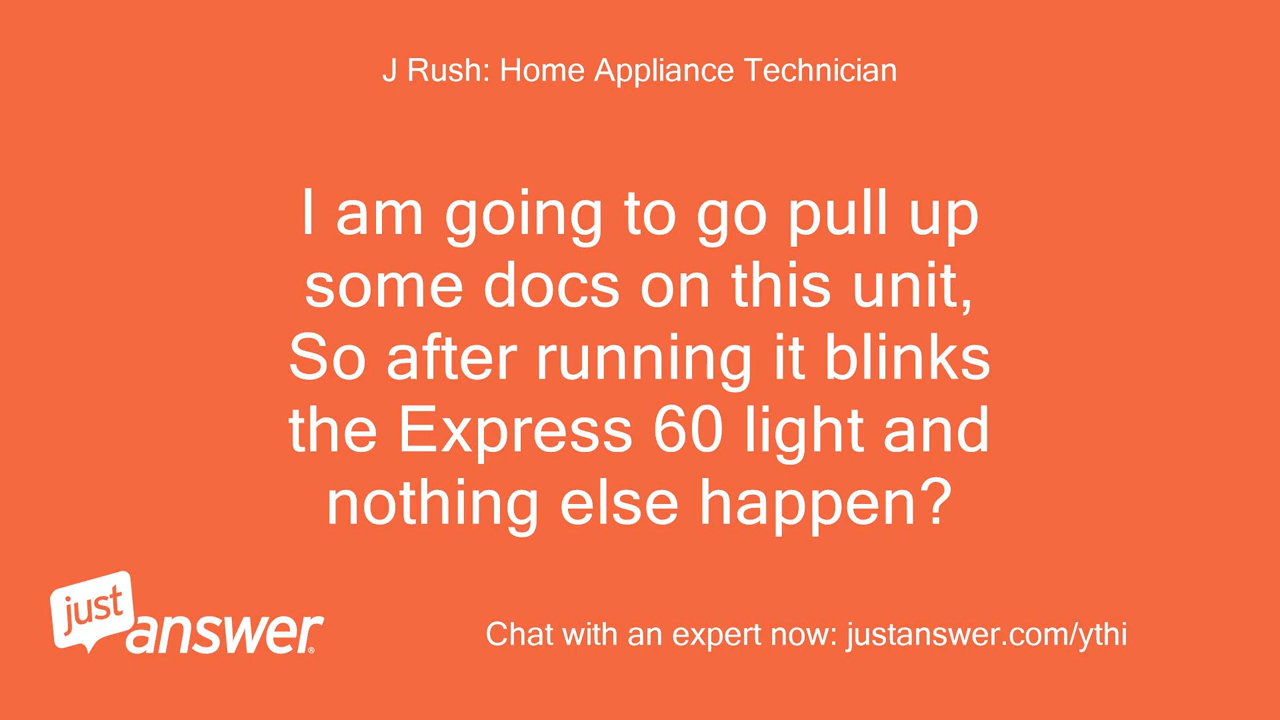 J Rush: Home Appliance Technician
I am going to go pull up
some docs on this unit,
So after running it blinks
the Express 60 light and
nothing else happen?
just
answer®
Chat with an expert now: justanswer.com/ythi